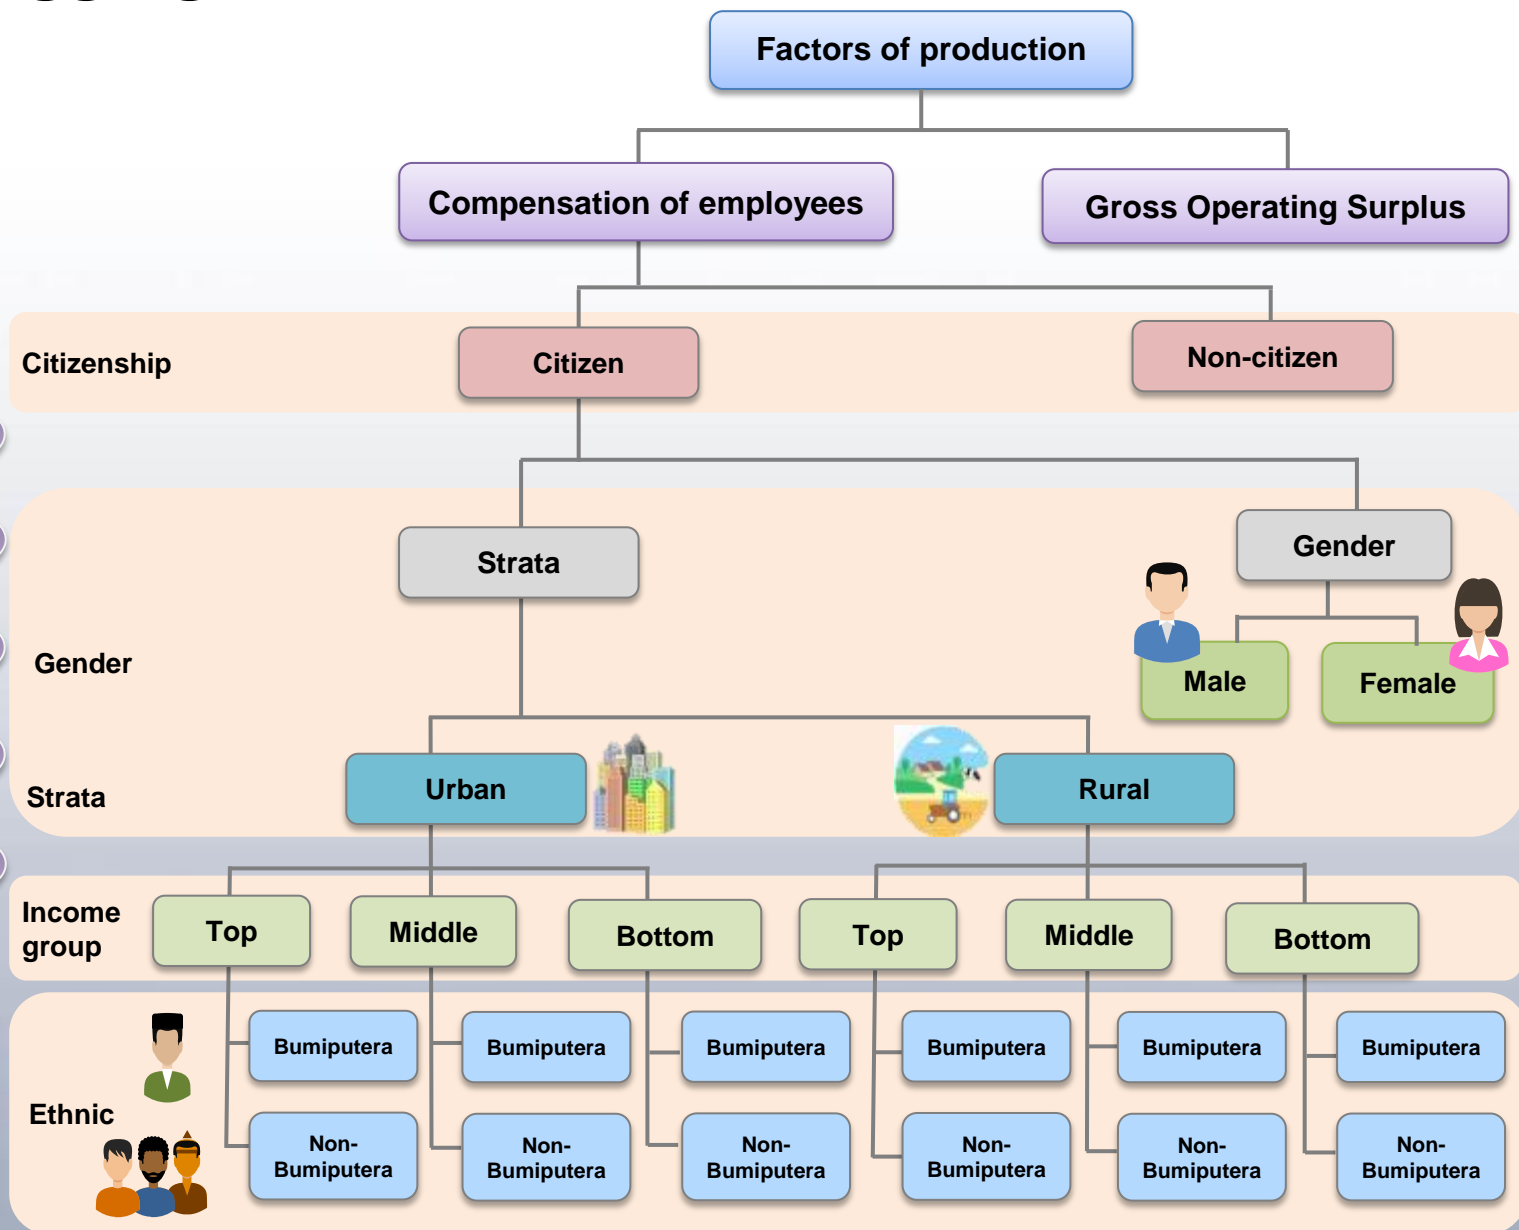 Factors of production
Compensation of employees
Gross Operating Surplus
Citizenship
Citizen
Non-citizen
Strata
Gender
Gender
Male
Female
Strata
Urban
Rural
Income
group
Top
Middle
Bottom
Top
Middle
Bottom
Ethnic
Bumiputera
Bumiputera
Bumiputera
Bumiputera
Bumiputera
Bumiputera
Non-
Bumiputera
Non-
Bumiputera
Non-
Bumiputera
Non-
Bumiputera
Non-
Bumiputera
Non-
Bumiputera